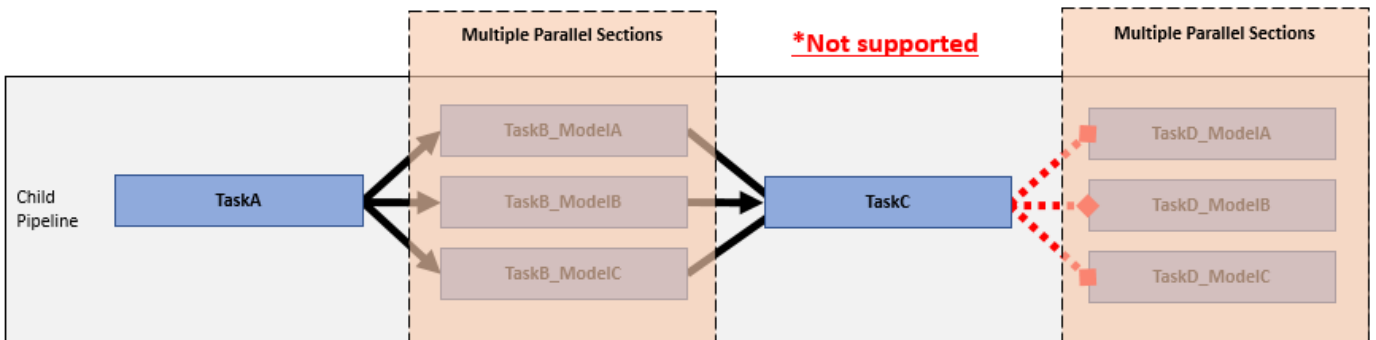 Multiple Parallel Sections
*Not supported
Multiple Parallel Sections
Child
Pipeline
TaskA
TaskB_ModelA
TaskB_ModelB
TaskB_ModelC
TaskC
TaskD_ModelA
TaskD_ModelB
TaskD_ModelC